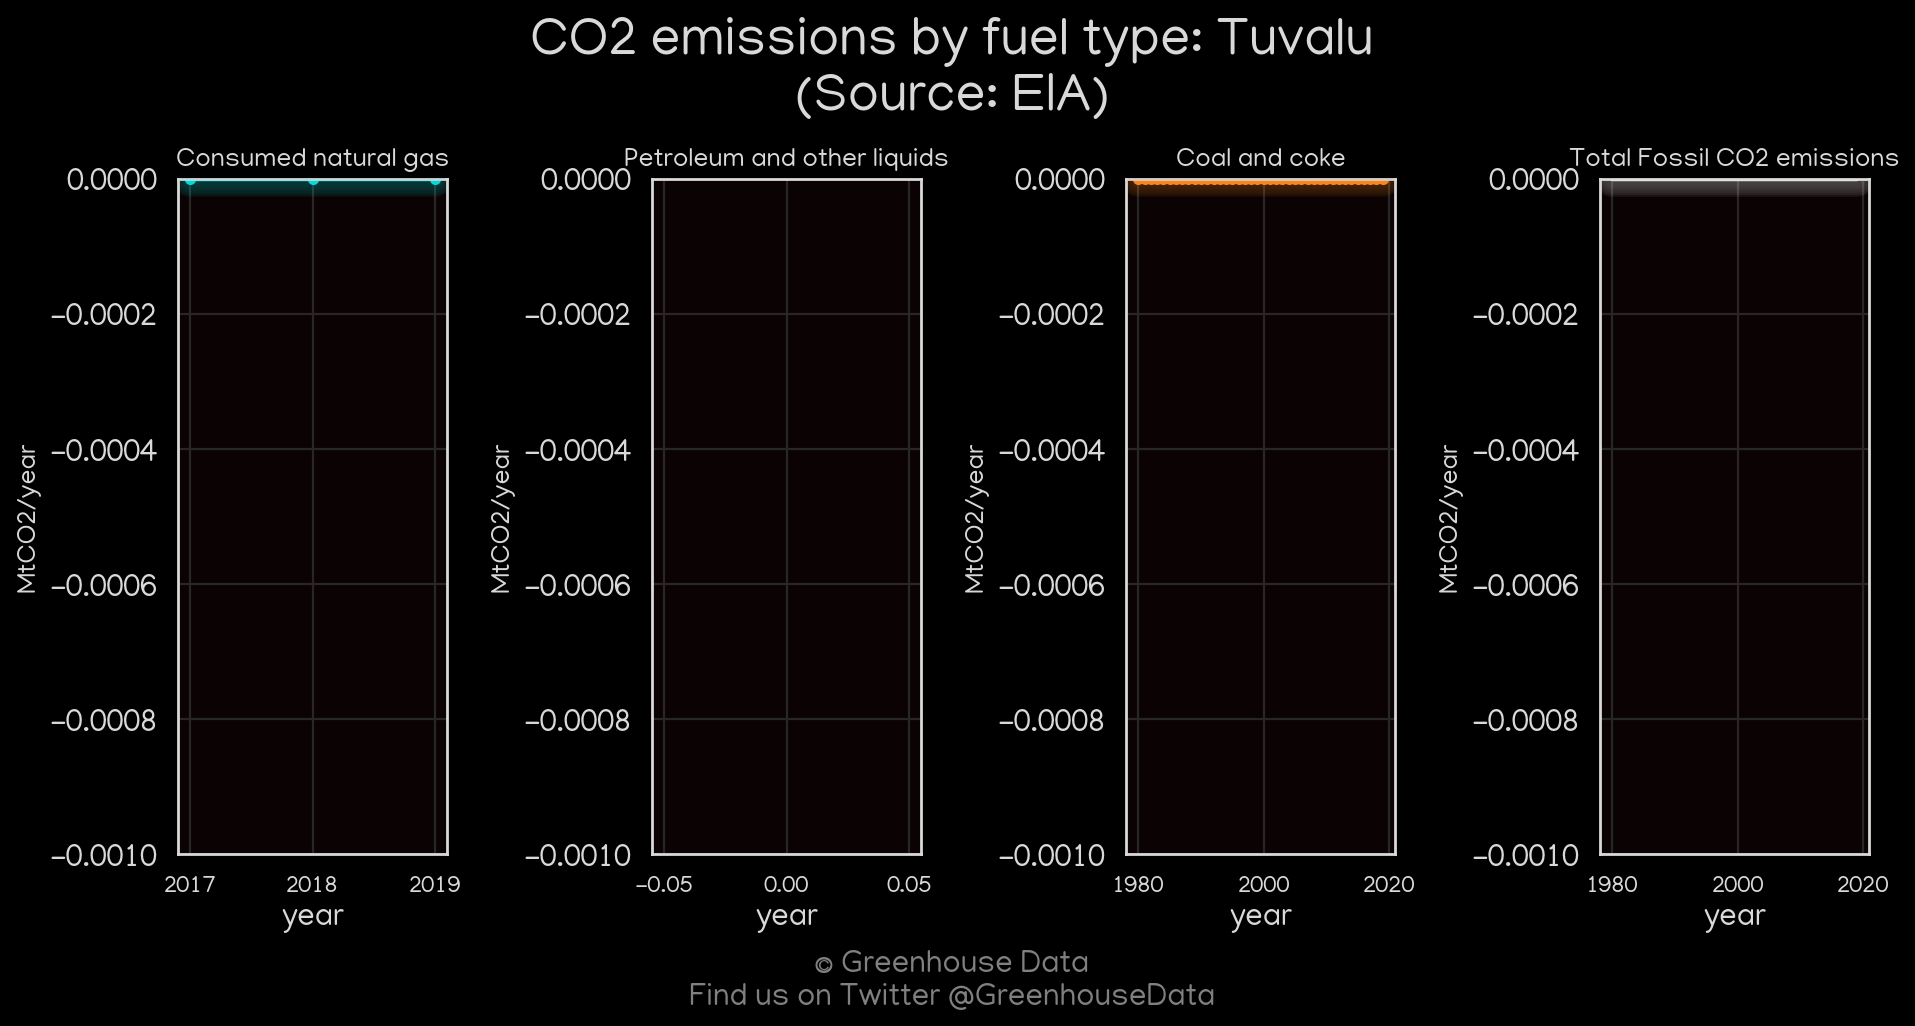 CO2 emissions by fuel type: Tuvalu
(Source: EIA)
Consumed natural gas
0.0000
-0.0002
-0.0004
-0.0006
-0.0008
-0.0010
MtCO2/year
2017 2018 2019
year
Petroleum and other liquids
0.0000
-0.0002
-0.0004
-0.0006
-0.0008
-0.0010
MtCO2/year
-0.05 0.00 0.05
year
Coal and coke
0.0000
-0.0002
-0.0004
-0.0006
-0.0008
-0.0010
MtCO2/year
1980 2000 2020
year
Total Fossil CO2 emissions
0.0000
-0.0002
-0.0004
-0.0006
-0.0008
-0.0010
MtCO2/year
1980 2000 2020
year
© Greenhouse Data
Find us on Twitter @GreenhouseData